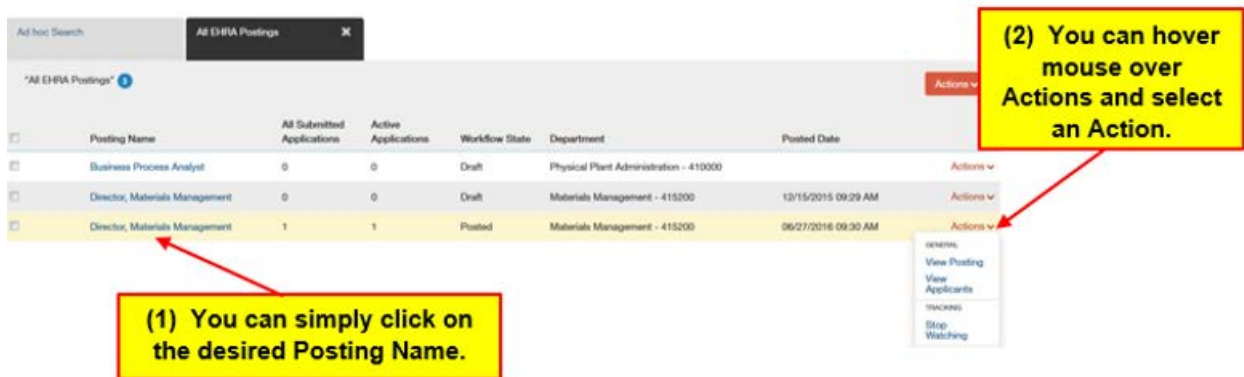 Ad hoc Search
All EHRA Postings ✖
"All EHRA Postings" 3
Actions
Posting Name All Submitted Applications Active Applications Workflow State Department Posted Date
Business Process Analyst 0 0 Draft Physical Plant Administration - 410000 Actions
Director, Materials Management 0 0 Draft Materials Management - 415200 12/15/2015 09:29 AM Actions
Director, Materials Management 1 1 Posted Materials Management - 415200 06/27/2016 09:30 AM Actions
GENERAL
View Posting
View
Applicants
TRACKING
Stop
Watching
(2) You can hover
mouse over
Actions and select
an Action.
(1) You can simply click on
the desired Posting Name.